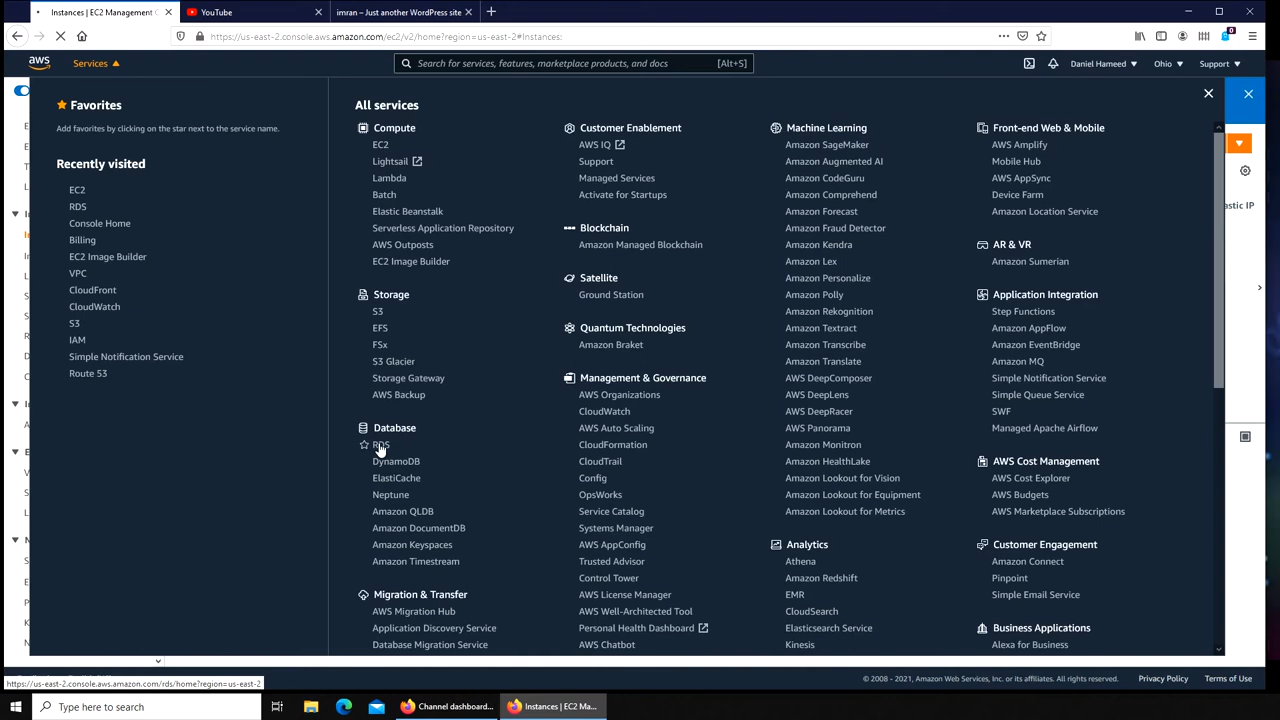 Instances | EC2 Management C
YouTube
imran – Just another WordPress site
https://us-east-2.console.aws.amazon.com/ec2/v2/home?region=us-east-2#Instances:
aws
Services
Search for services, features, marketplace products, and docs
[Alt+S]
Daniel Hameed
Ohio
Support
Favorites
Add favorites by clicking on the star next to the service name.
Recently visited
EC2
RDS
Console Home
Billing
EC2 Image Builder
VPC
CloudFront
CloudWatch
S3
IAM
Simple Notification Service
Route 53
All services
Compute
EC2
Lightsail
Lambda
Batch
Elastic Beanstalk
Serverless Application Repository
AWS Outposts
EC2 Image Builder
Storage
S3
EFS
FSx
S3 Glacier
Storage Gateway
AWS Backup
Database
RDS
DynamoDB
ElastiCache
Neptune
Amazon QLDB
Amazon DocumentDB
Amazon Keyspaces
Amazon Timestream
Migration & Transfer
AWS Migration Hub
Application Discovery Service
Database Migration Service
Customer Enablement
AWS IQ
Support
Managed Services
Activate for Startups
Blockchain
Amazon Managed Blockchain
Satellite
Ground Station
Quantum Technologies
Amazon Braket
Management & Governance
AWS Organizations
CloudWatch
AWS Auto Scaling
CloudFormation
CloudTrail
Config
OpsWorks
Service Catalog
Systems Manager
AWS AppConfig
Trusted Advisor
Control Tower
AWS License Manager
AWS Well-Architected Tool
Personal Health Dashboard
AWS Chatbot
Machine Learning
Amazon SageMaker
Amazon Augmented AI
Amazon CodeGuru
Amazon Comprehend
Amazon Forecast
Amazon Fraud Detector
Amazon Kendra
Amazon Lex
Amazon Personalize
Amazon Polly
Amazon Rekognition
Amazon Textract
Amazon Transcribe
Amazon Translate
AWS DeepComposer
AWS DeepLens
AWS DeepRacer
AWS Panorama
Amazon Monitron
Amazon HealthLake
Amazon Lookout for Vision
Amazon Lookout for Equipment
Amazon Lookout for Metrics
Analytics
Athena
Amazon Redshift
EMR
CloudSearch
Elasticsearch Service
Kinesis
Front-end Web & Mobile
AWS Amplify
Mobile Hub
AWS AppSync
Device Farm
Amazon Location Service
AR & VR
Amazon Sumerian
Application Integration
Step Functions
Amazon AppFlow
Amazon EventBridge
Amazon MQ
Simple Notification Service
Simple Queue Service
SWF
Managed Apache Airflow
AWS Cost Management
AWS Cost Explorer
AWS Budgets
AWS Marketplace Subscriptions
Customer Engagement
Amazon Connect
Pinpoint
Simple Email Service
Business Applications
Alexa for Business
astic IP
© 2008 - 2021, Amazon Web Services, Inc. or its affiliates. All rights reserved.
Privacy Policy
Terms of Use
https://us-east-2.console.aws.amazon.com/rds/home?region=us-east-2
Type here to search
Channel dashboard...
Instances | EC2 Ma...